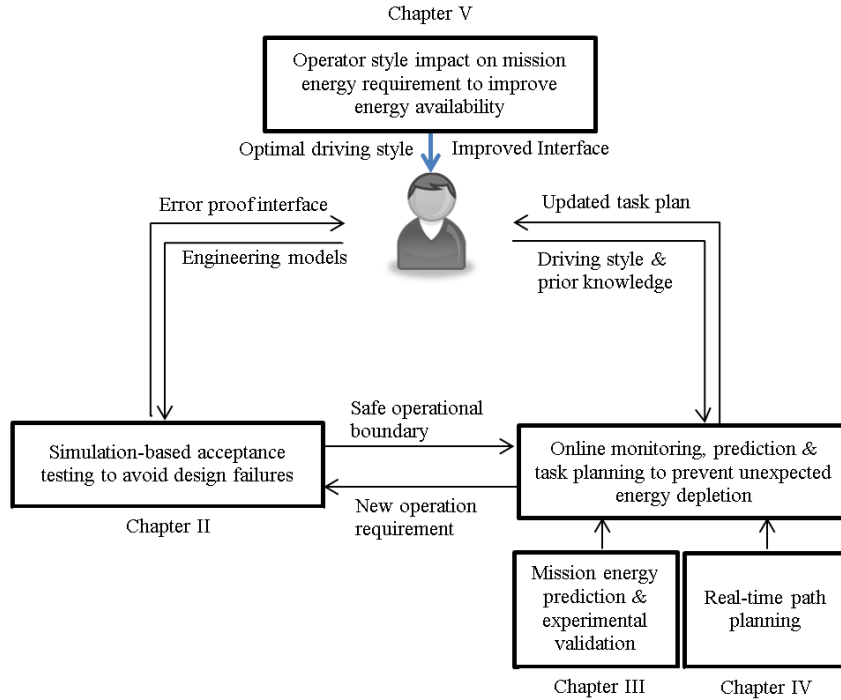 Chapter V
Operator style impact on mission
energy requirement to improve
energy availability
Optimal driving style
Improved Interface
Error proof interface
Engineering models
Updated task plan
Driving style &
prior knowledge
Safe operational
boundary
Simulation-based acceptance
testing to avoid design failures
Chapter II
New operation
requirement
Online monitoring, prediction &
task planning to prevent unexpected
energy depletion
Mission energy
prediction &
experimental
validation
Chapter III
Real-time path
planning
Chapter IV